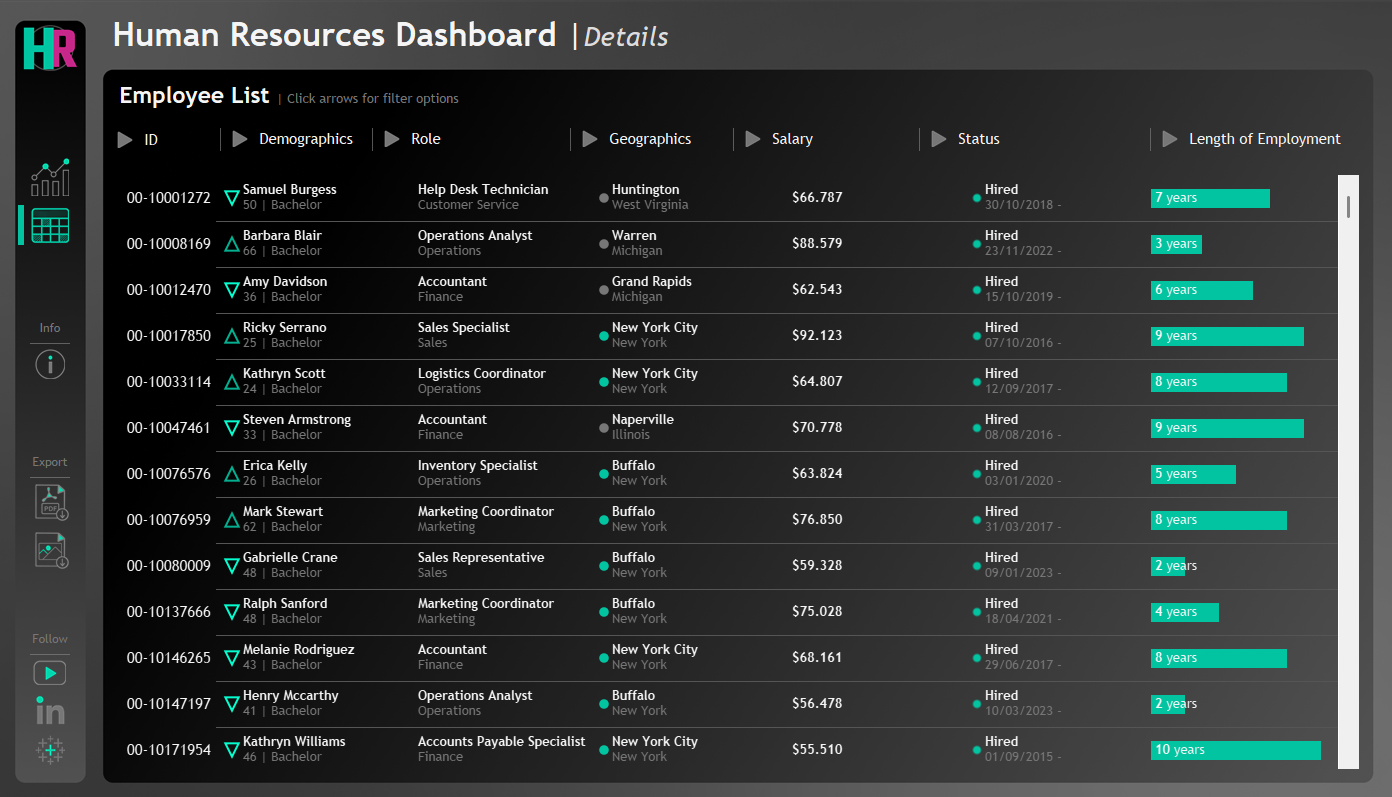 HR
Human Resources Dashboard | Details
Employee List | Click arrows for filter options
ID Demographics Role Geographics Salary Status Length of Employment
00-10001272 Samuel Burgess Help Desk Technician Huntington $66.787 Hired 7 years
50 | Bachelor Customer Service West Virginia 30/10/2018 -
00-10008169 Barbara Blair Operations Analyst Warren $88.579 Hired 3 years
66 | Bachelor Operations Michigan 23/11/2022 -
00-10012470 Amy Davidson Accountant Grand Rapids $62.543 Hired 6 years
36 | Bachelor Finance Michigan 15/10/2019 -
00-10017850 Ricky Serrano Sales Specialist New York City $92.123 Hired 9 years
25 | Bachelor Sales New York 07/10/2016 -
Info
00-10033114 Kathryn Scott Logistics Coordinator New York City $64.807 Hired 8 years
24 | Bachelor Operations New York 12/09/2017 -
00-10047461 Steven Armstrong Accountant Naperville $70.778 Hired 9 years
33 | Bachelor Finance Illinois 08/08/2016 -
Export
00-10076576 Erica Kelly Inventory Specialist Buffalo $63.824 Hired 5 years
26 | Bachelor Operations New York 03/01/2020 -
PDF
00-10076959 Mark Stewart Marketing Coordinator Buffalo $76.850 Hired 8 years
62 | Bachelor Marketing New York 31/03/2017 -
00-10080009 Gabrielle Crane Sales Representative Buffalo $59.328 Hired 2 years
48 | Bachelor Sales New York 09/01/2023 -
00-10137666 Ralph Sanford Marketing Coordinator Buffalo $75.028 Hired 4 years
48 | Bachelor Marketing New York 18/04/2021 -
Follow
00-10146265 Melanie Rodriguez Accountant New York City $68.161 Hired 8 years
43 | Bachelor Finance New York 29/06/2017 -
00-10147197 Henry Mccarthy Operations Analyst Buffalo $56.478 Hired 2 years
41 | Bachelor Operations New York 10/03/2023 -
in
00-10171954 Kathryn Williams Accounts Payable Specialist New York City $55.510 Hired 10 years
46 | Bachelor Finance New York 01/09/2015 -